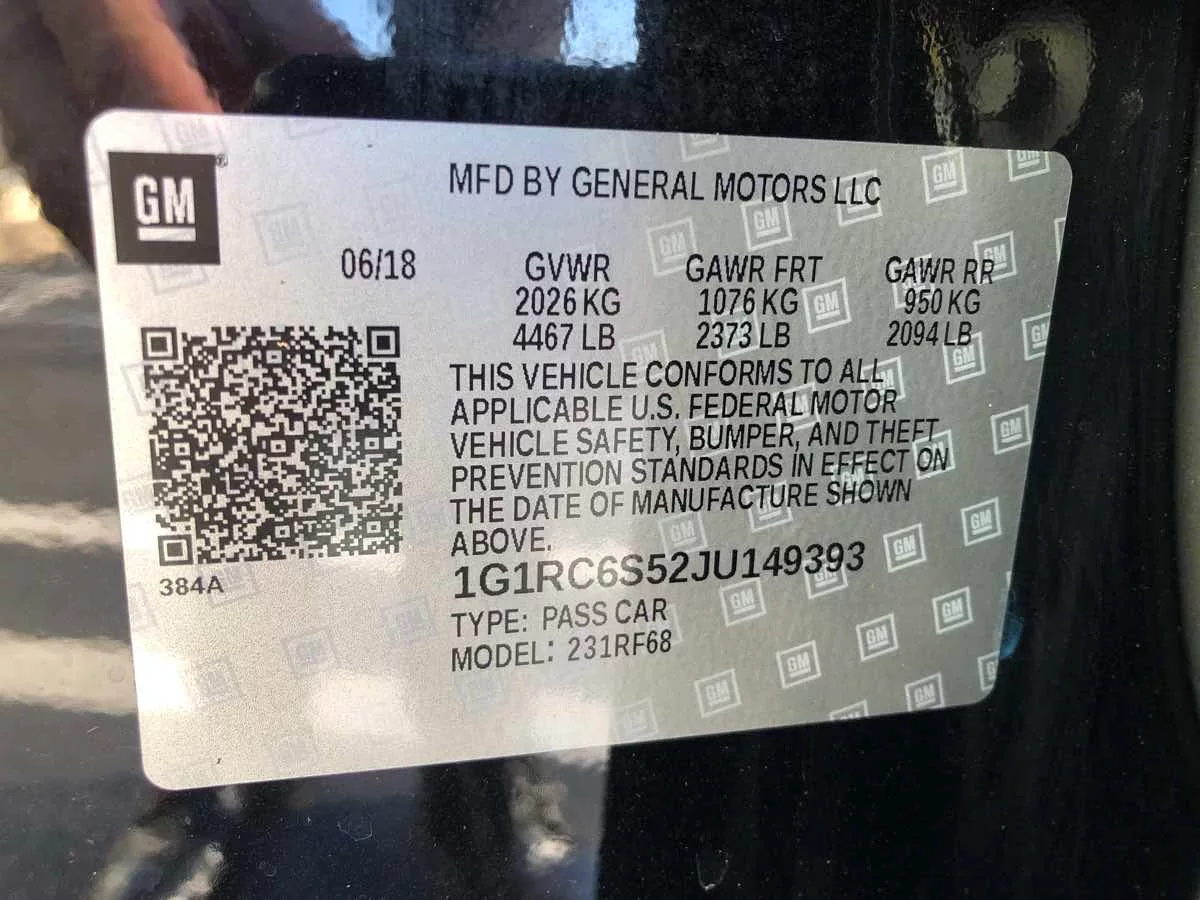 GM®
MFD BY GENERAL MOTORS LLC
06/18
GVWR GAWR FRT GAWR RR
2026 KG 1076 KG 950 KG
4467 LB 2373 LB 2094 LB
THIS VEHICLE CONFORMS TO ALL
APPLICABLE U.S. FEDERAL MOTOR
VEHICLE SAFETY, BUMPER, AND THEFT
PREVENTION STANDARDS IN EFFECT ON
THE DATE OF MANUFACTURE SHOWN
ABOVE.
384A
1G1RC6S52JU149393
TYPE: PASS CAR
MODEL: 231RF68